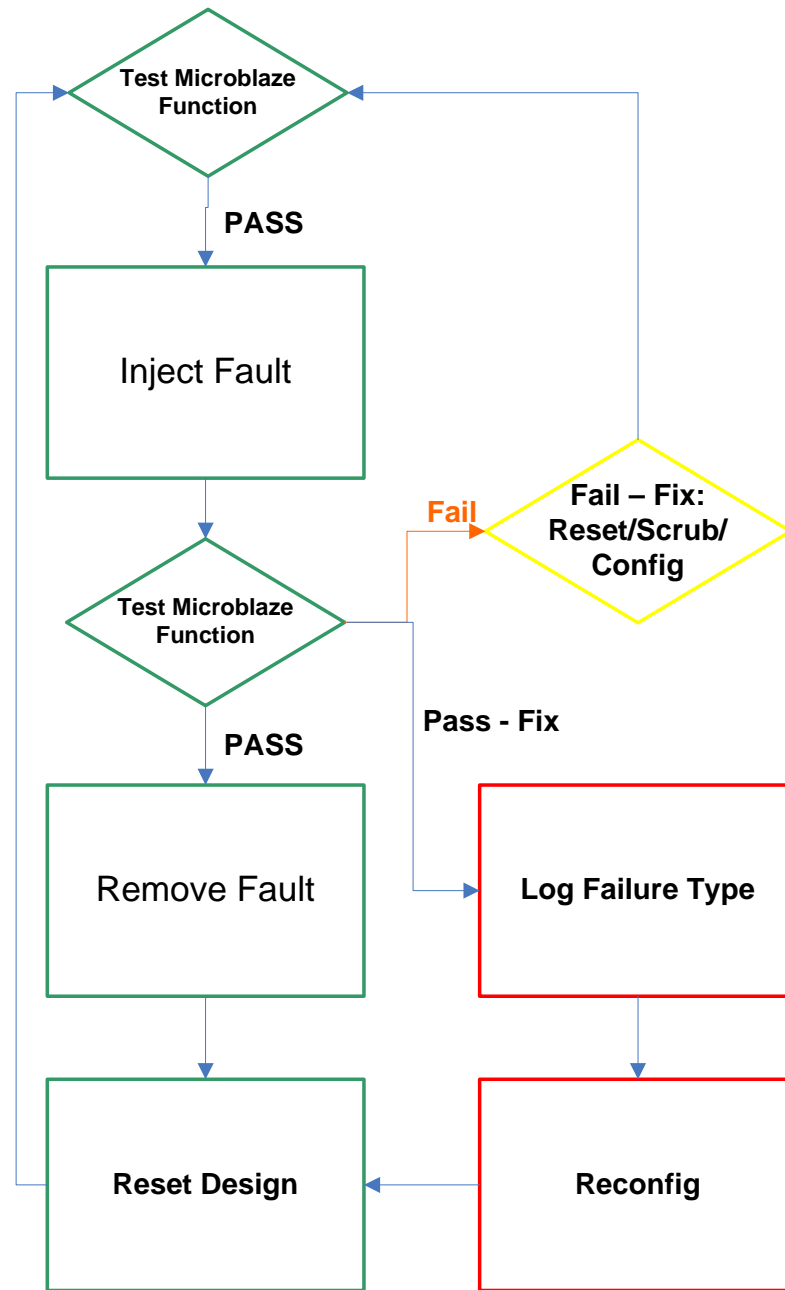 Test Microblaze
Function
PASS
Inject Fault
Fail – Fix:
Reset/Scrub/
Config
Fail
Test Microblaze
Function
Pass - Fix
PASS
Remove Fault
Log Failure Type
Reset Design
Reconfig